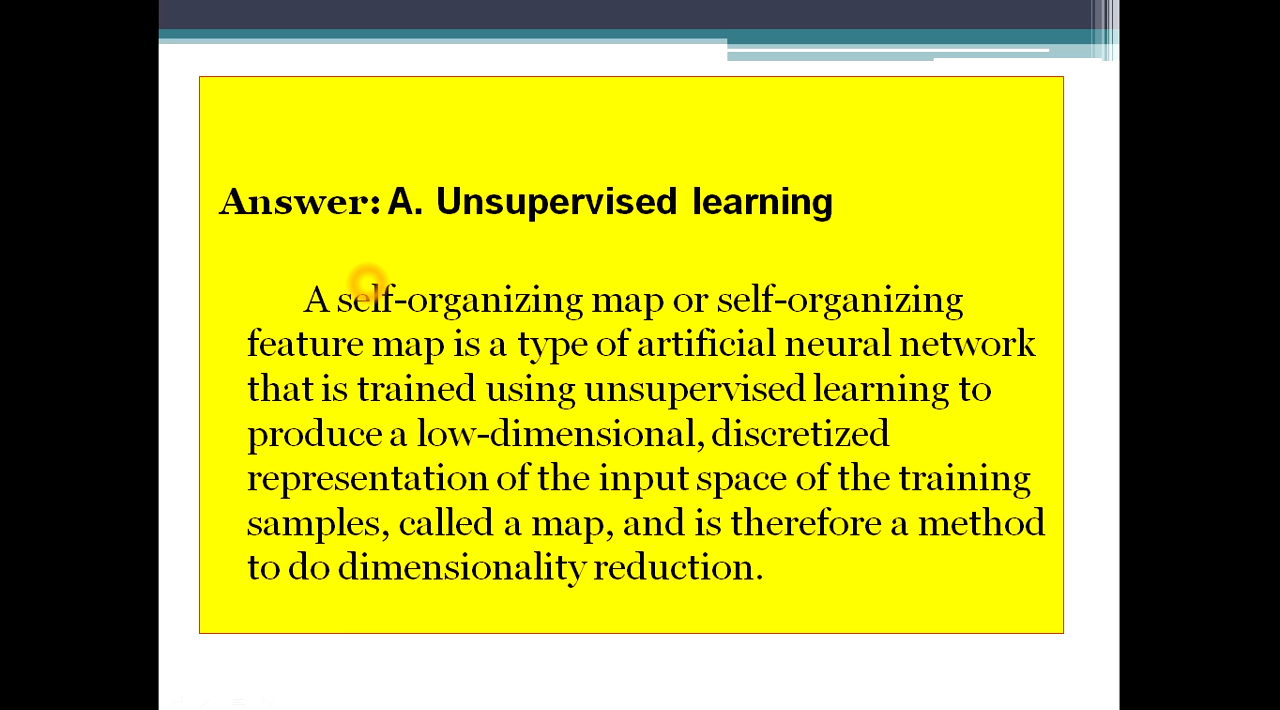 Answer: A. Unsupervised learning
A self-organizing map or self-organizing
feature map is a type of artificial neural network
that is trained using unsupervised learning to
produce a low-dimensional, discretized
representation of the input space of the training
samples, called a map, and is therefore a method
to do dimensionality reduction.